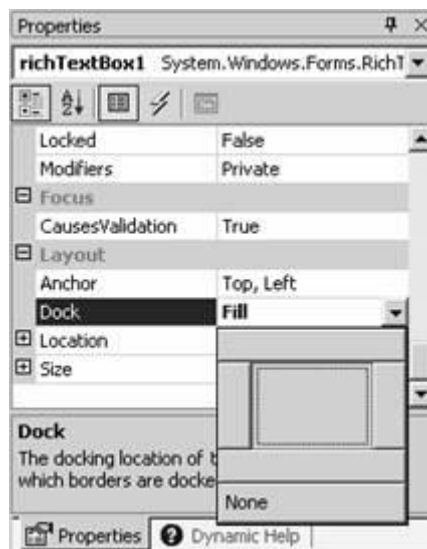 Properties
richTextBox1 System.Windows.Forms.RichT
Locked False
Modifiers Private
Focus
CausesValidation True
Layout
Anchor Top, Left
Dock Fill
Location
Size
Dock
The docking location of t
which borders are docke
None
Properties Dynamic Help